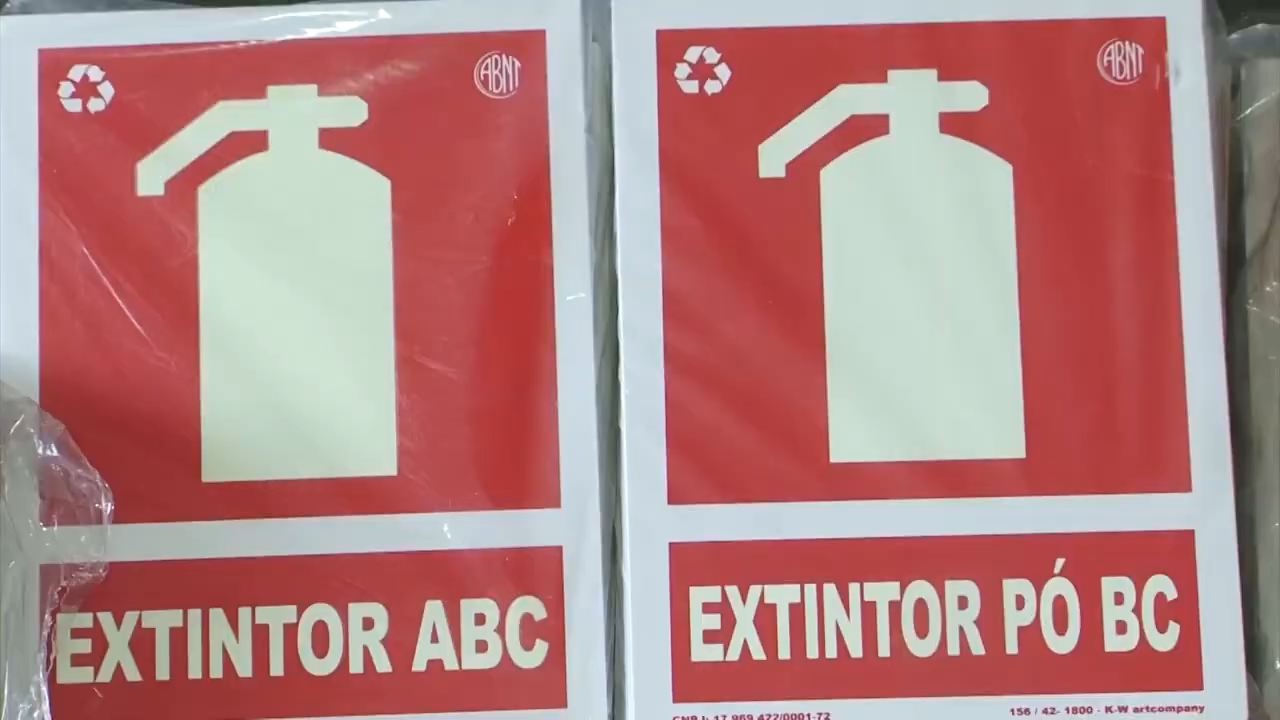 ABNT
EXTINTOR ABC
ABNT
EXTINTOR PÓ BC
CNPJ: 17.969.422/0001-72
156 / 42- 1800 - K-W artcompany